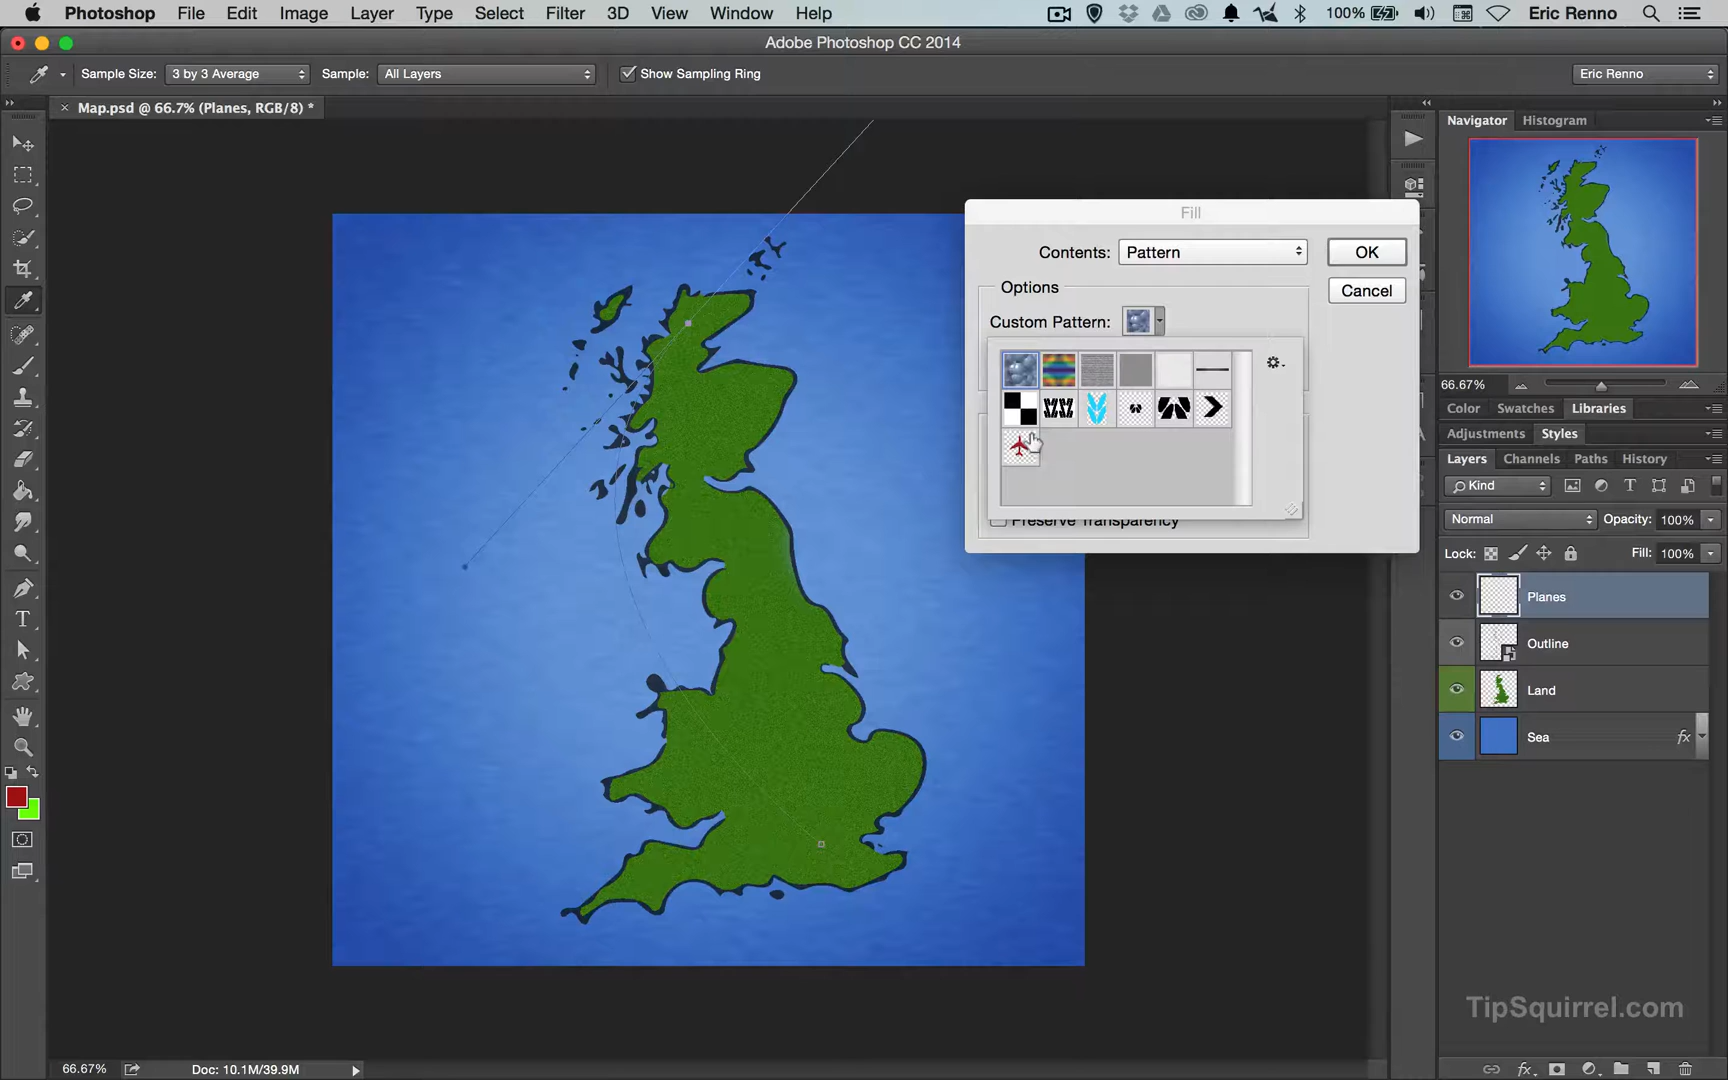 Photoshop File Edit Image Layer Type Select Filter 3D View Window Help 100% Eric Renno
Adobe Photoshop CC 2014
Sample Size: 3 by 3 Average Sample: All Layers Show Sampling Ring Eric Renno
× Map.psd @ 66.7% (Planes, RGB/8) *
Navigator Histogram
Fill
Contents: Pattern OK
Options Cancel
Custom Pattern:
Preserve Transparency
66.67%
Color Swatches Libraries
Adjustments Styles
Layers Channels Paths History
Kind
Normal Opacity: 100%
Lock: Fill: 100%
Planes
Outline
Land
Sea fx
TipSquirrel.com
66.67% Doc: 10.1M/39.9M
fx